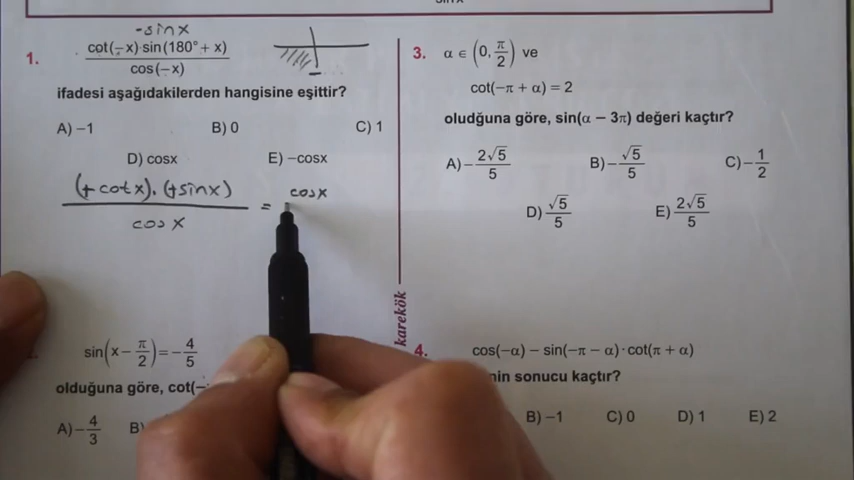 sin x
-sin x
1.
cot(−x)·sin(180° + x)
cos(−x)
ifadesi aşağıdakilerden hangisine eşittir?
A) −1 B) 0 C) 1
D) cosx E) −cosx
(+cotx).(+sinx) = cosx
cosx
sin(x − π/2) = −4/5
olduğuna göre, cot(−
A) −4/3 B)
3. α ∈ (0, π/2) ve
cot(−π + α) = 2
oludğuna göre, sin(α − 3π) değeri kaçtır?
A) −2√5/5 B) −√5/5 C) −1/2
D) √5/5 E) 2√5/5
karekök
4. cos(−α) − sin(−π − α)·cot(π + α)
nin sonucu kaçtır?
B) −1 C) 0 D) 1 E) 2